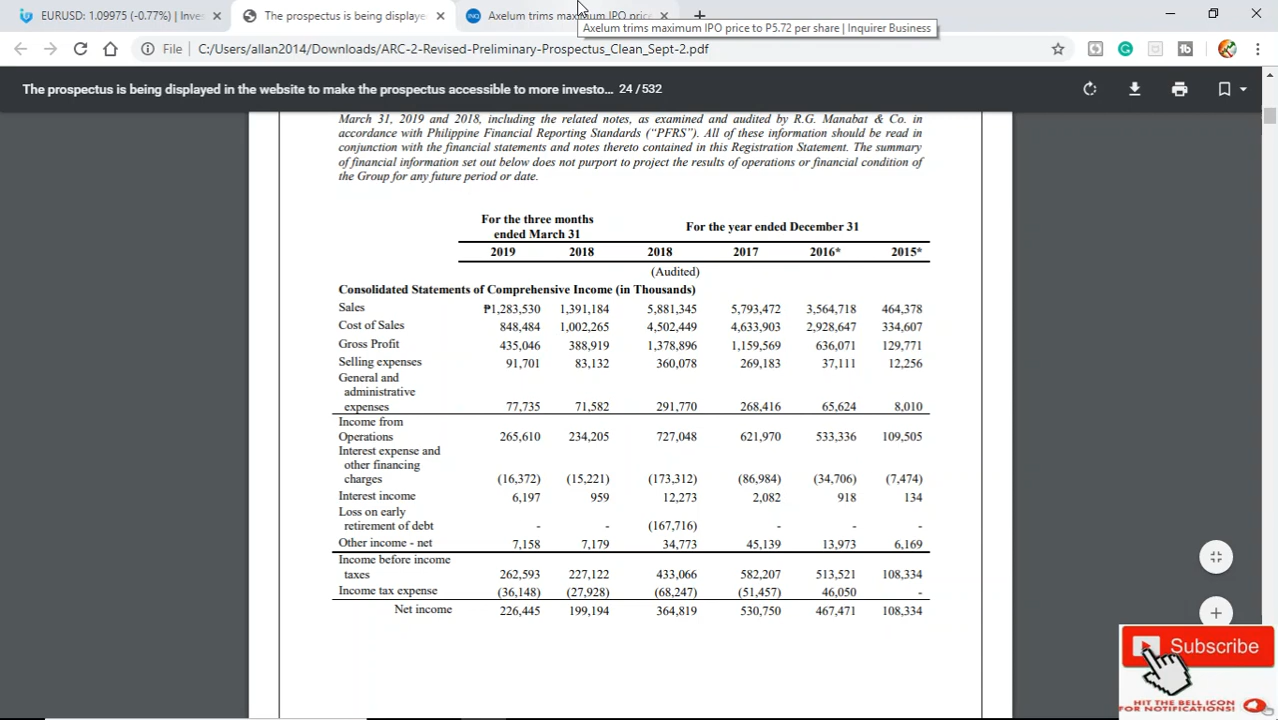 EURUSD: 1.09975 (-0.77%) | Inves
The prospectus is being displaye
INQ
Axelum trims maximum IPO price
Axelum trims maximum IPO price to P5.72 per share | Inquirer Business
File
C:/Users/allan2014/Downloads/ARC-2-Revised-Preliminary-Prospectus_Clean_Sept-2.pdf
The prospectus is being displayed in the website to make the prospectus accessible to more investo...
24 / 532
March 31, 2019 and 2018, including the related notes, as examined and audited by R.G. Manabat & Co. in
accordance with Philippine Financial Reporting Standards (“PFRS”). All of these information should be read in
conjunction with the financial statements and notes thereto contained in this Registration Statement. The summary
of financial information set out below does not purport to project the results of operations or financial condition of
the Group for any future period or date.
For the three months
ended March 31
For the year ended December 31
2019 2018 2018 2017 2016* 2015*
(Audited)
Consolidated Statements of Comprehensive Income (in Thousands)
Sales ₱1,283,530 1,391,184 5,881,345 5,793,472 3,564,718 464,378
Cost of Sales 848,484 1,002,265 4,502,449 4,633,903 2,928,647 334,607
Gross Profit 435,046 388,919 1,378,896 1,159,569 636,071 129,771
Selling expenses 91,701 83,132 360,078 269,183 37,111 12,256
General and
administrative
expenses 77,735 71,582 291,770 268,416 65,624 8,010
Income from
Operations 265,610 234,205 727,048 621,970 533,336 109,505
Interest expense and
other financing
charges (16,372) (15,221) (173,312) (86,984) (34,706) (7,474)
Interest income 6,197 959 12,273 2,082 918 134
Loss on early
retirement of debt - - (167,716) - - -
Other income - net 7,158 7,179 34,773 45,139 13,973 6,169
Income before income
taxes 262,593 227,122 433,066 582,207 513,521 108,334
Income tax expense (36,148) (27,928) (68,247) (51,457) 46,050 -
Net income 226,445 199,194 364,819 530,750 467,471 108,334
Subscribe
HIT THE BELL ICON
FOR NOTIFICATIONS!